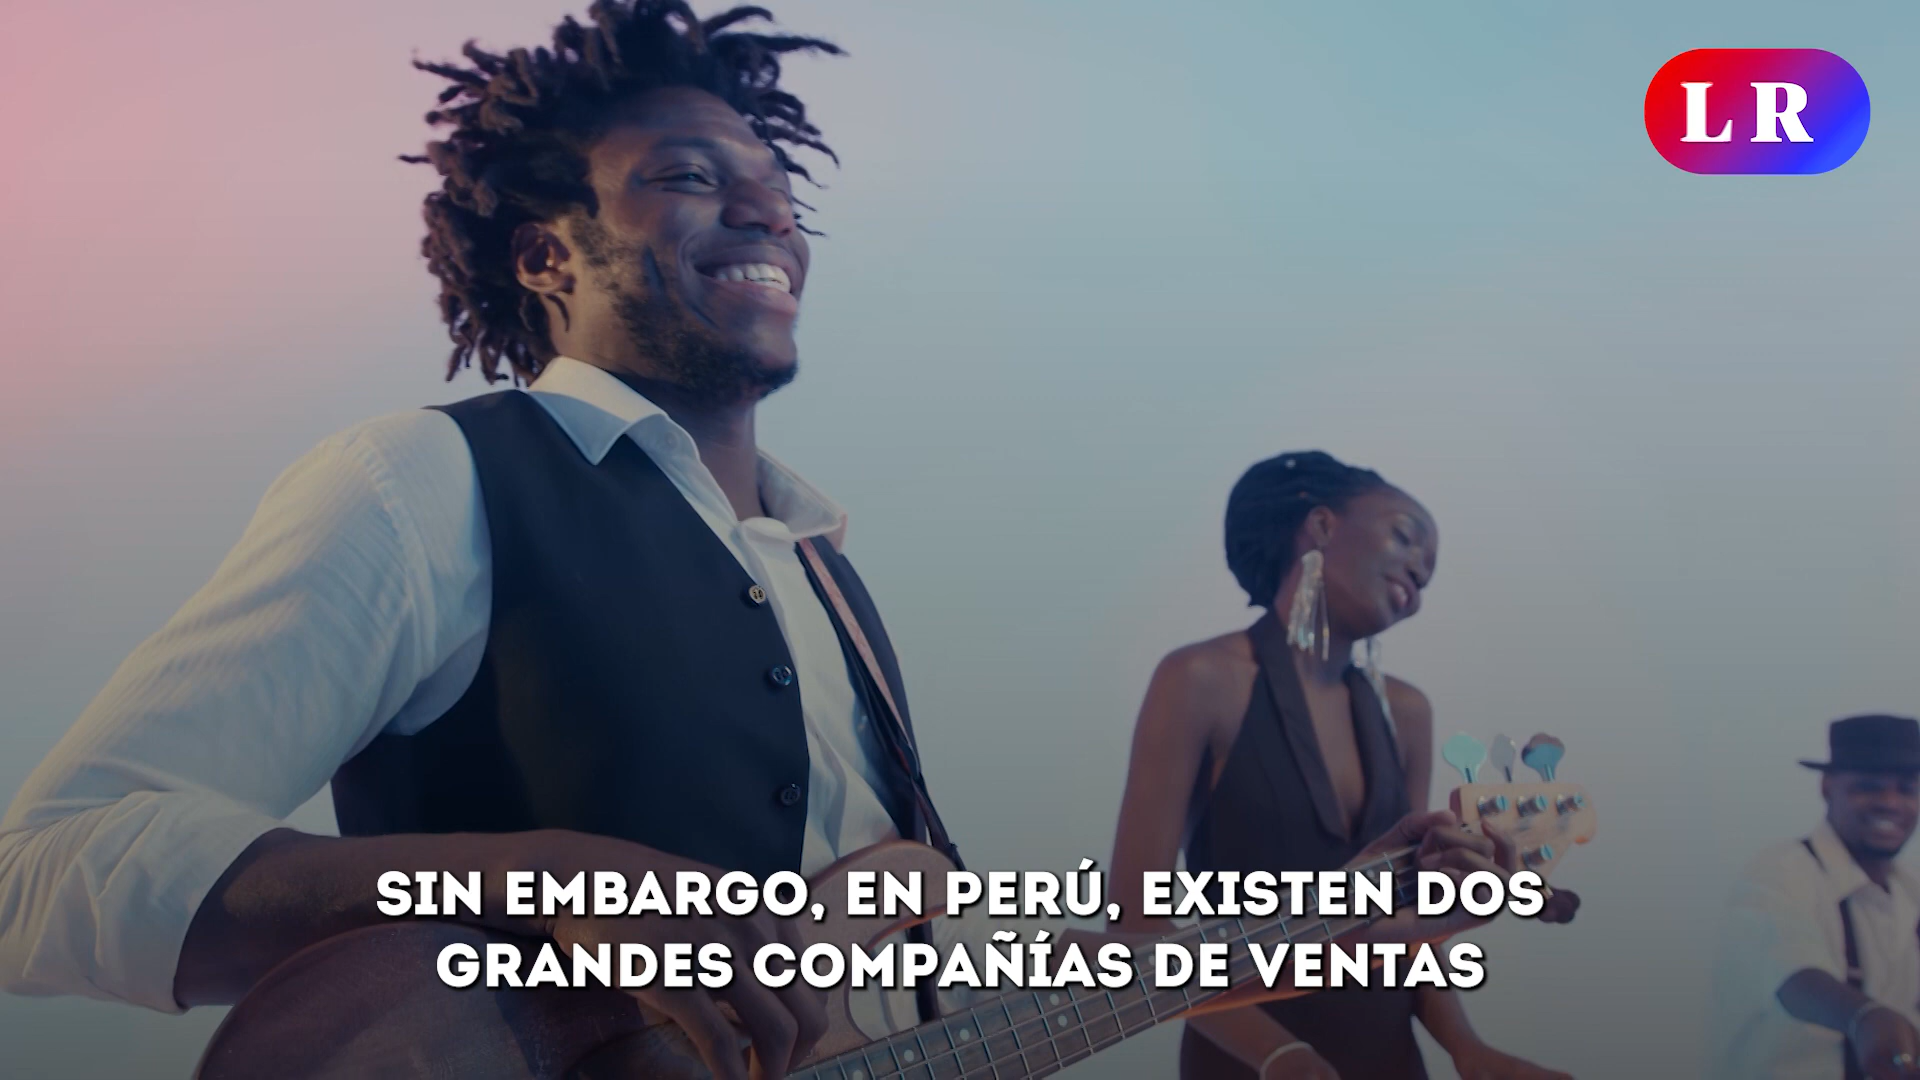 LR
SIN EMBARGO, EN PERÚ, EXISTEN DOS
GRANDES COMPAÑÍAS DE VENTAS